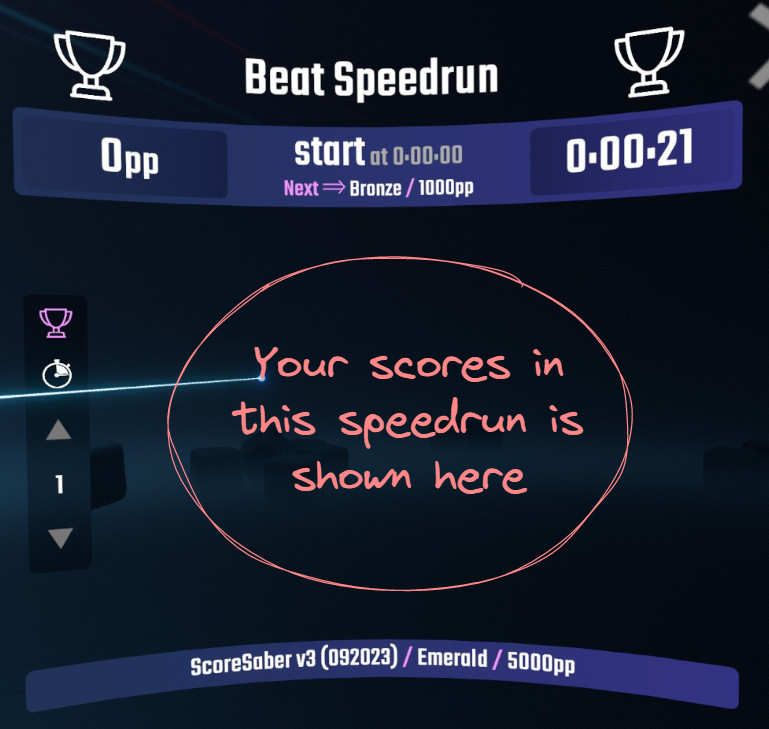 Beat Speedrun
0pp
start at 0:00:00
0:00:21
Next ⇒ Bronze / 1000pp
Your scores in
this speedrun is
shown here
1
ScoreSaber v3 (092023) / Emerald / 5000pp